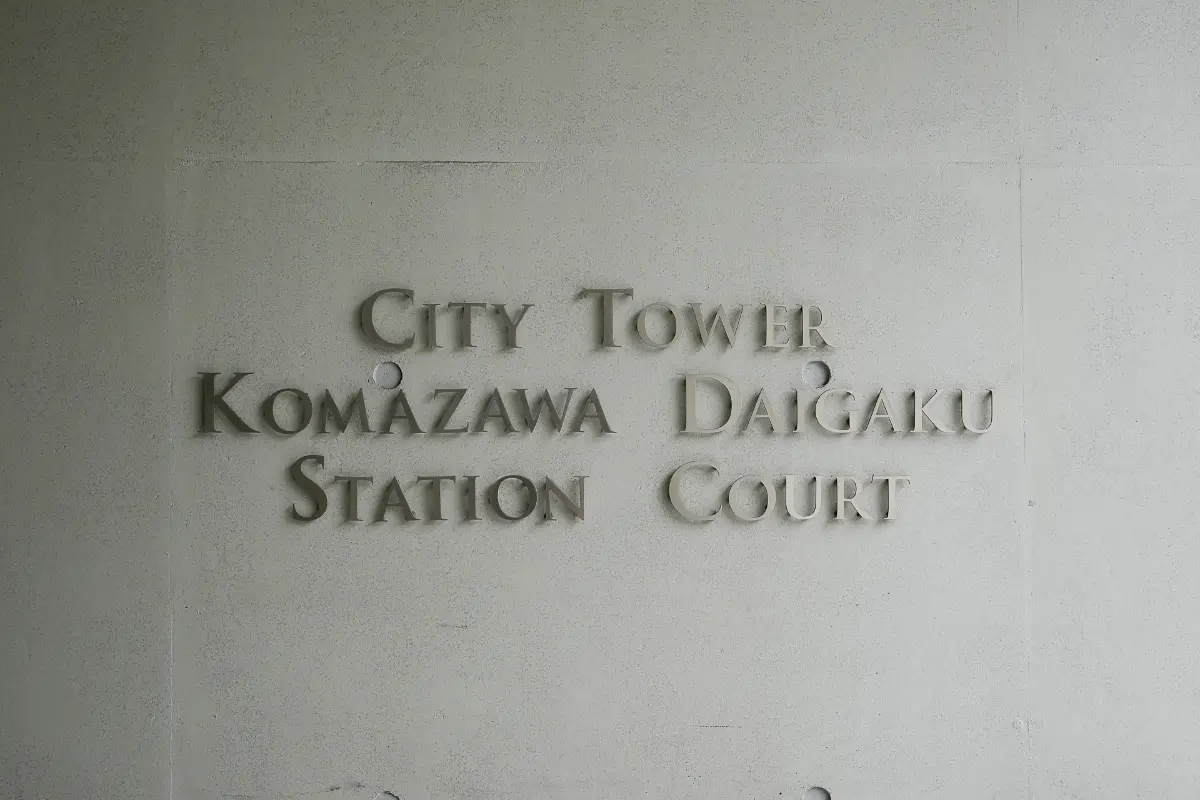 City Tower
Komazawa Daigaku
Station Court